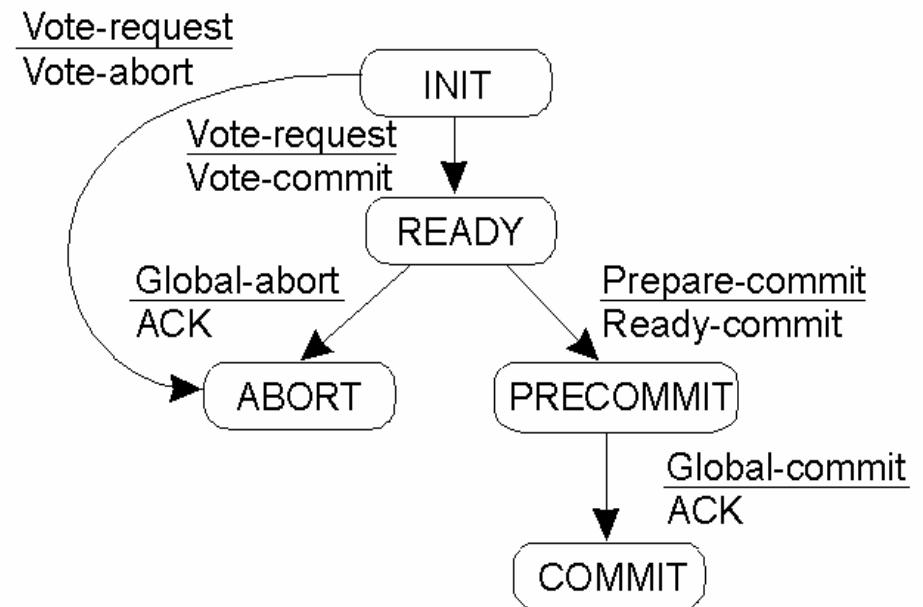 Vote-request
Vote-abort
INIT
Vote-request
Vote-commit
READY
Global-abort
ACK
Prepare-commit
Ready-commit
ABORT
PRECOMMIT
Global-commit
ACK
COMMIT